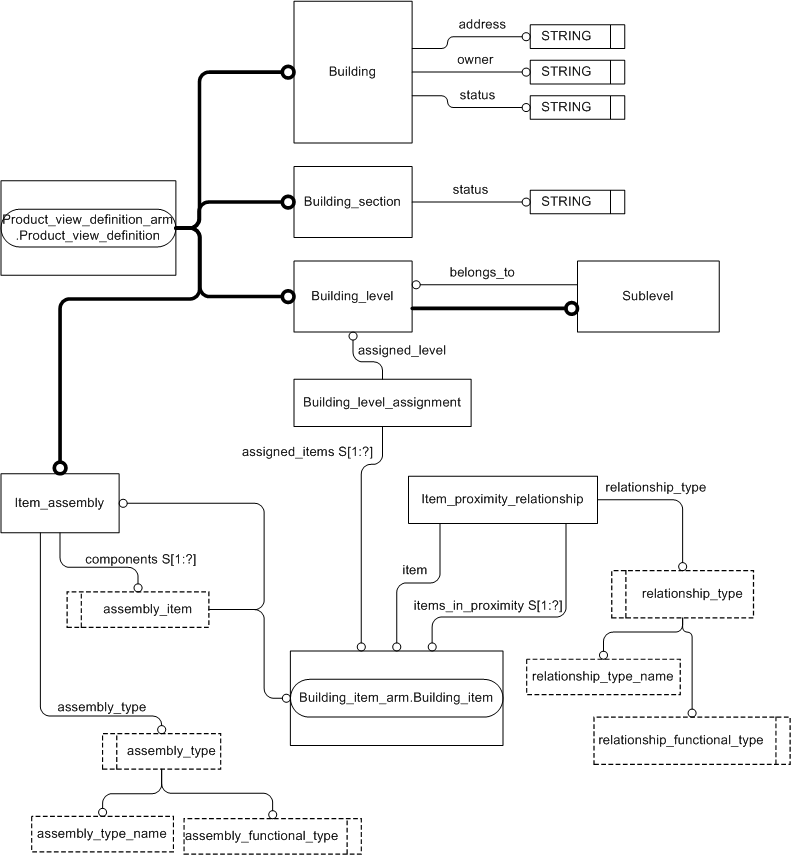 address
STRING
owner
Building
STRING
status
STRING
status
Building_section
STRING
Product_view_definition_arm
.Product_view_definition
belongs_to
Building_level
Sublevel
assigned_level
Building_level_assignment
assigned_items S[1:?]
Item_assembly
Item_proximity_relationship
relationship_type
components S[1:?]
item
assembly_item
items_in_proximity S[1:?]
relationship_type
relationship_type_name
Building_item_arm.Building_item
assembly_type
relationship_functional_type
assembly_type
assembly_type_name
assembly_functional_type